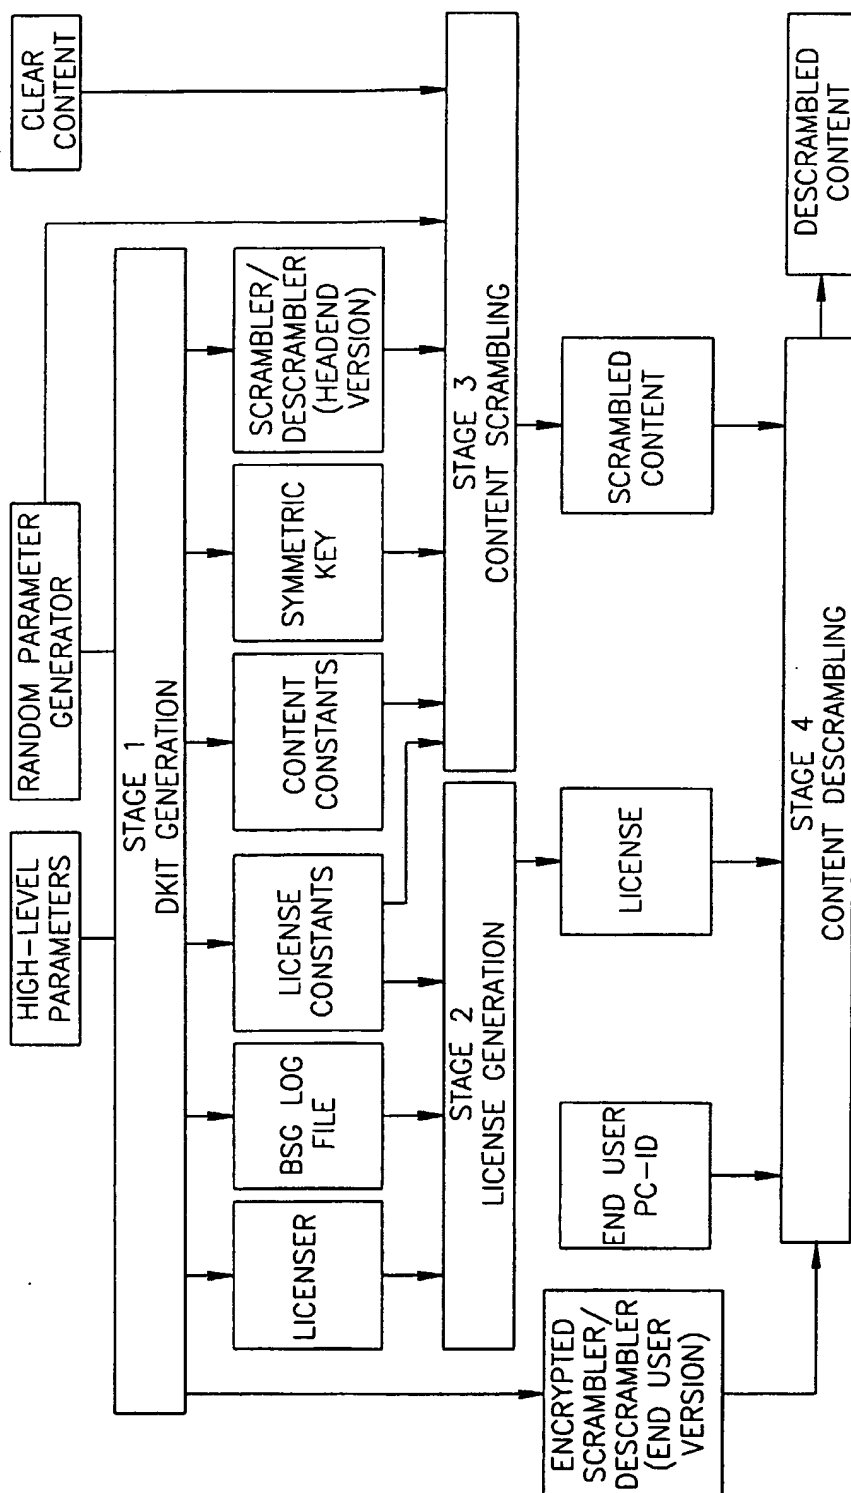 HIGH-LEVEL
PARAMETERS
RANDOM PARAMETER
GENERATOR
CLEAR
CONTENT
STAGE 1
DKIT GENERATION
LICENSER
BSG LOG
FILE
LICENSE
CONSTANTS
CONTENT
CONSTANTS
SYMMETRIC
KEY
SCRAMBLER/
DESCRAMBLER
(HEADEND
VERSION)
STAGE 2
LICENSE GENERATION
STAGE 3
CONTENT SCRAMBLING
ENCRYPTED
SCRAMBLER/
DESCRAMBLER
(END USER
VERSION)
END USER
PC-ID
LICENSE
SCRAMBLED
CONTENT
STAGE 4
CONTENT DESCRAMBLING
DESCRAMBLED
CONTENT